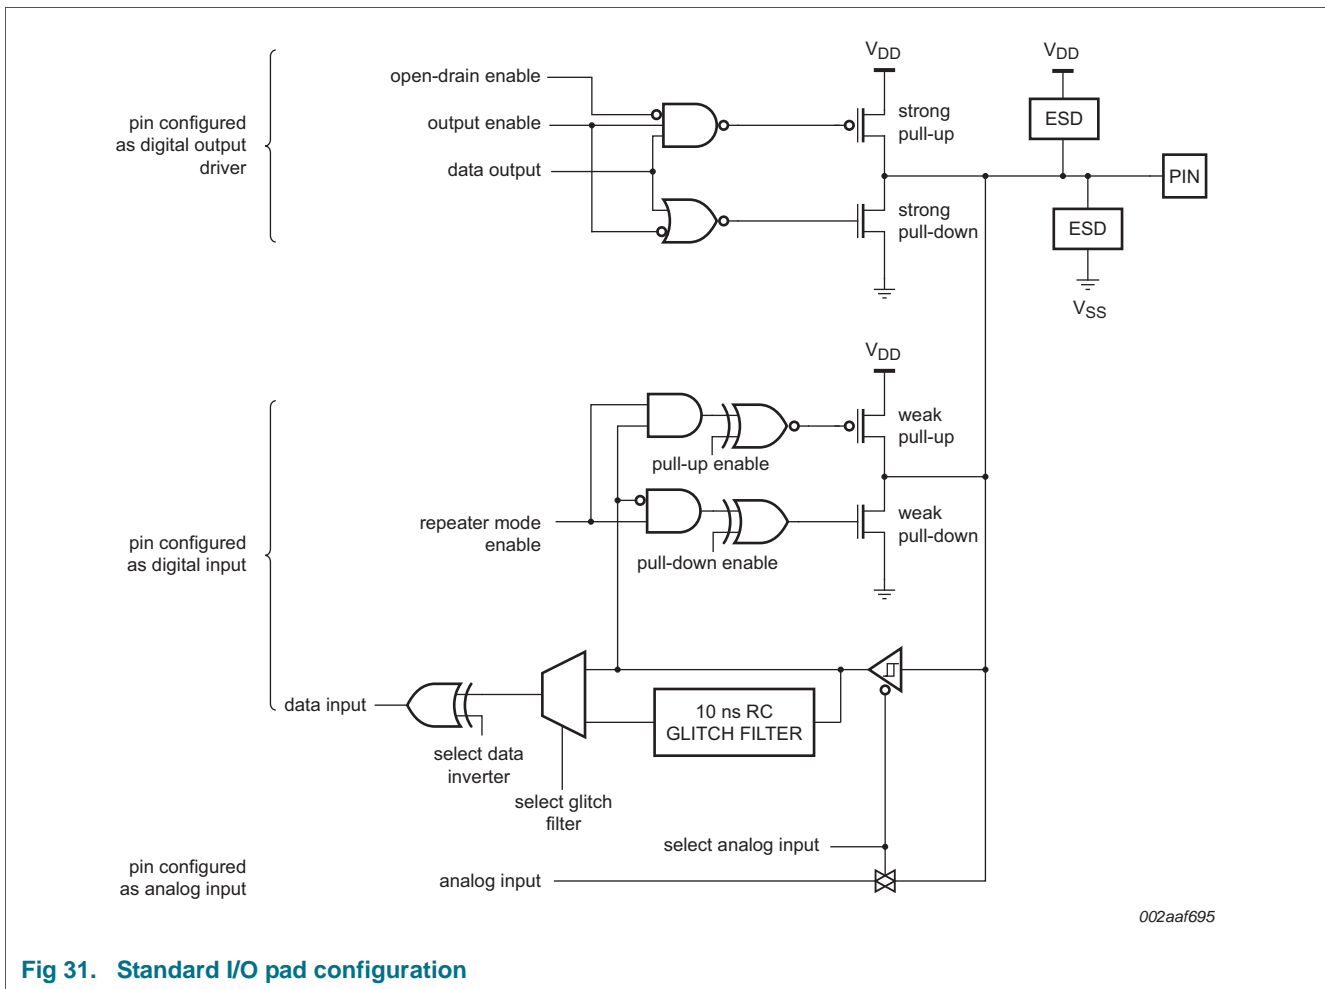 VDD
VDD
open-drain enable
strong
pull-up
ESD
output enable
pin configured
as digital output
driver
data output
PIN
strong
pull-down
ESD
VSS
VDD
weak
pull-up
pull-up enable
repeater mode
enable
weak
pull-down
pin configured
as digital input
pull-down enable
data input
10 ns RC
GLITCH FILTER
select data
inverter
select glitch
filter
select analog input
pin configured
as analog input
analog input
002aaf695
Fig 31. Standard I/O pad configuration